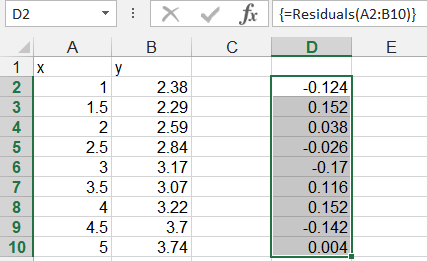 D2 fx {=Residuals(A2:B10)}
A B C D E
1 x y
2 1 2.38 -0.124
3 1.5 2.29 0.152
4 2 2.59 0.038
5 2.5 2.84 -0.026
6 3 3.17 -0.17
7 3.5 3.07 0.116
8 4 3.22 0.152
9 4.5 3.7 -0.142
10 5 3.74 0.004